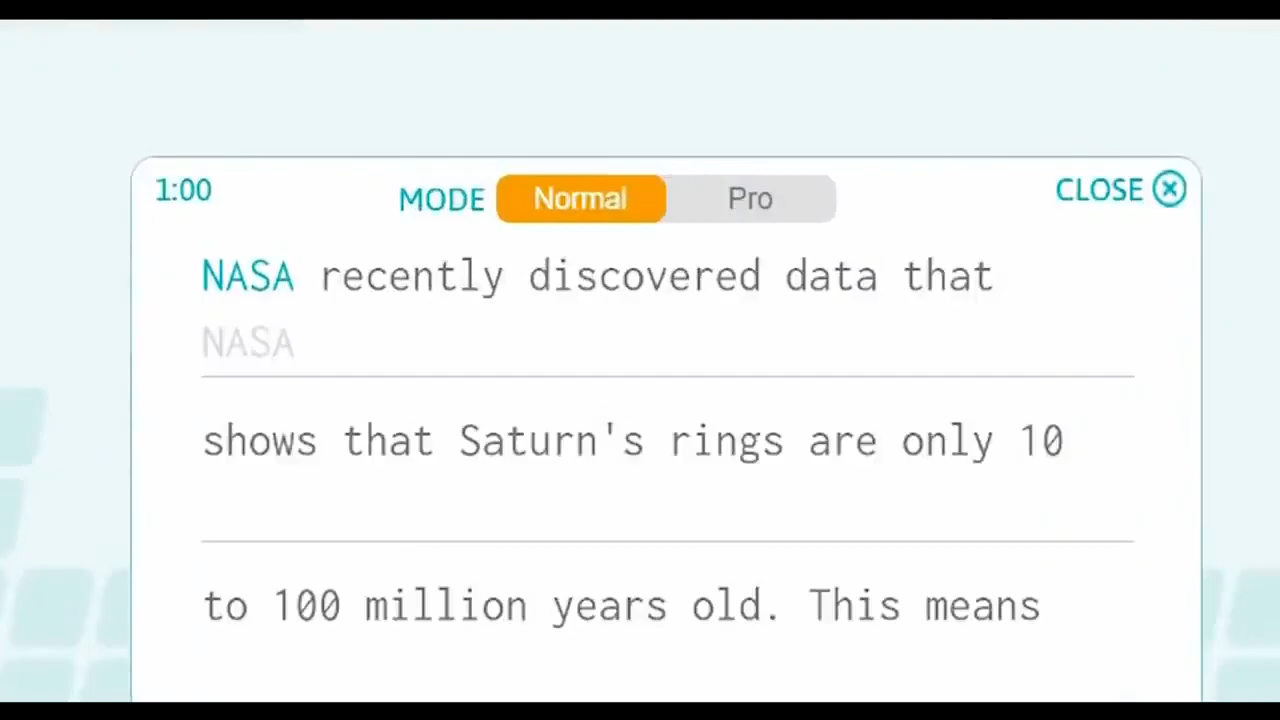 1:00 MODE Normal Pro CLOSE
NASA recently discovered data that
NASA
shows that Saturn's rings are only 10
to 100 million years old. This means